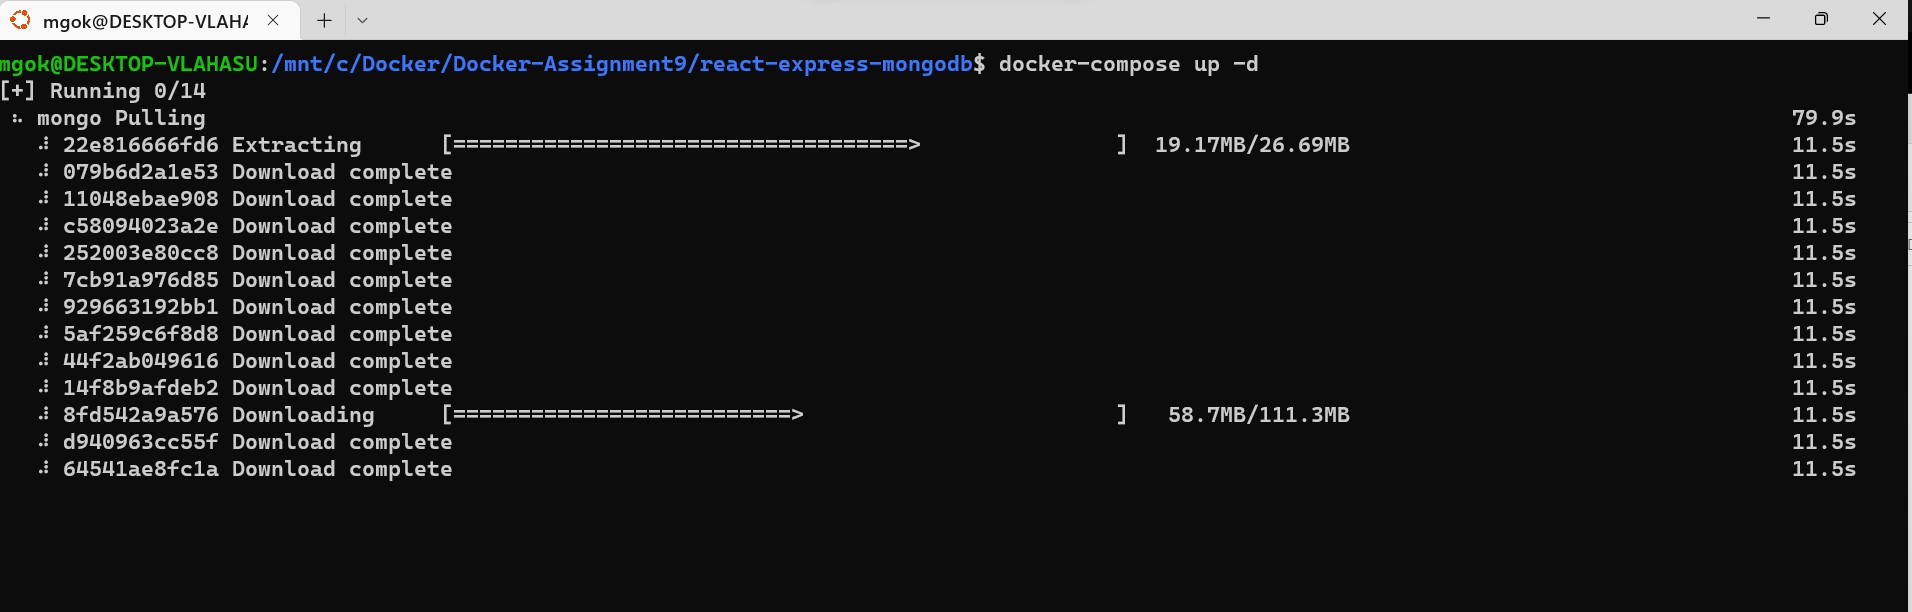 mgok@DESKTOP-VLAHA
mgok@DESKTOP-VLAHASU:/mnt/c/Docker/Docker-Assignment9/react-express-mongodb$ docker-compose up -d
[+] Running 0/14
mongo Pulling 79.9s
22e816666fd6 Extracting [===================================>                ] 19.17MB/26.69MB 11.5s
079b6d2a1e53 Download complete 11.5s
11048ebae908 Download complete 11.5s
c58094023a2e Download complete 11.5s
252003e80cc8 Download complete 11.5s
7cb91a976d85 Download complete 11.5s
929663192bb1 Download complete 11.5s
5af259c6f8d8 Download complete 11.5s
44f2ab049616 Download complete 11.5s
14f8b9afdeb2 Download complete 11.5s
8fd542a9a576 Downloading [==========================>                        ] 58.7MB/111.3MB 11.5s
d940963cc55f Download complete 11.5s
64541ae8fc1a Download complete 11.5s